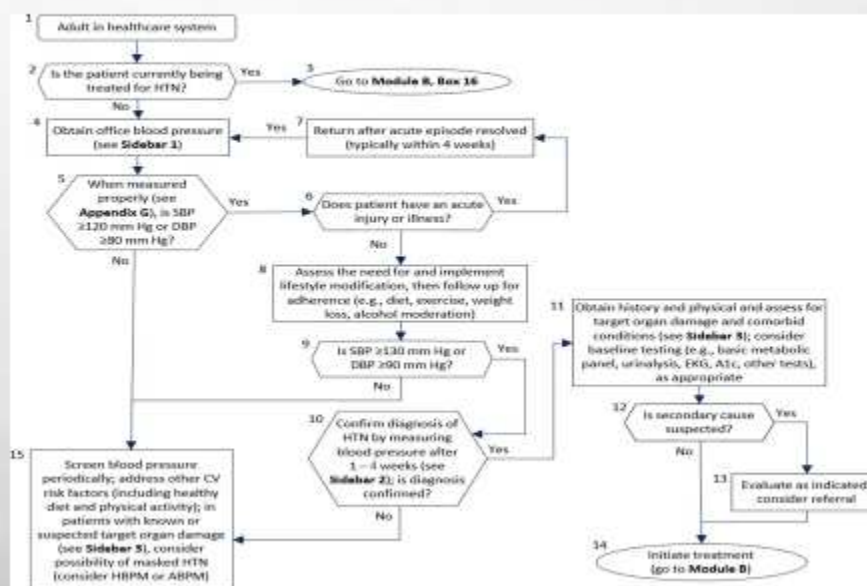 1
Adult in healthcare system
2
Is the patient currently being
treated for HTN?
Yes
3
Go to Module B, Box 16
No
4
Obtain office blood pressure
(see Sidebar 1)
Yes
7
Return after acute episode resolved
(typically within 4 weeks)
5
When measured
properly (see
Appendix G), is SBP
≥120 mm Hg or DBP
≥80 mm Hg?
Yes
6
Does patient have an acute
injury or illness?
Yes
No
No
8
Assess the need for and implement
lifestyle modification, then follow up for
adherence (e.g., diet, exercise, weight
loss, alcohol moderation)
9
Is SBP ≥130 mm Hg or
DBP ≥90 mm Hg?
Yes
No
10
Confirm diagnosis of
HTN by measuring
blood pressure after
1 – 4 weeks (see
Sidebar 2); is diagnosis
confirmed?
Yes
No
11
Obtain history and physical and assess for
target organ damage and comorbid
conditions (see Sidebar 3); consider
baseline testing (e.g., basic metabolic
panel, urinalysis, EKG, A1c, other tests),
as appropriate
12
Is secondary cause
suspected?
Yes
No
13
Evaluate as indicated
consider referral
14
Initiate treatment
(go to Module B)
15
Screen blood pressure
periodically; address other CV
risk factors (including healthy
diet and physical activity); in
patients with known or
suspected target organ damage
(see Sidebar 3), consider
possibility of masked HTN
(consider HBPM or ABPM)